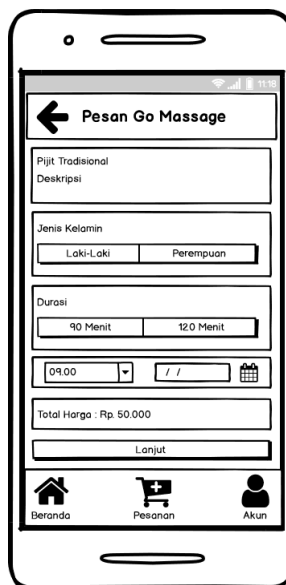 11:18
Pesan Go Massage
Pijit Tradisional
Deskripsi
Jenis Kelamin
Laki-Laki Perempuan
Durasi
90 Menit 120 Menit
09.00 / /
Total Harga : Rp. 50.000
Lanjut
Beranda Pesanan Akun